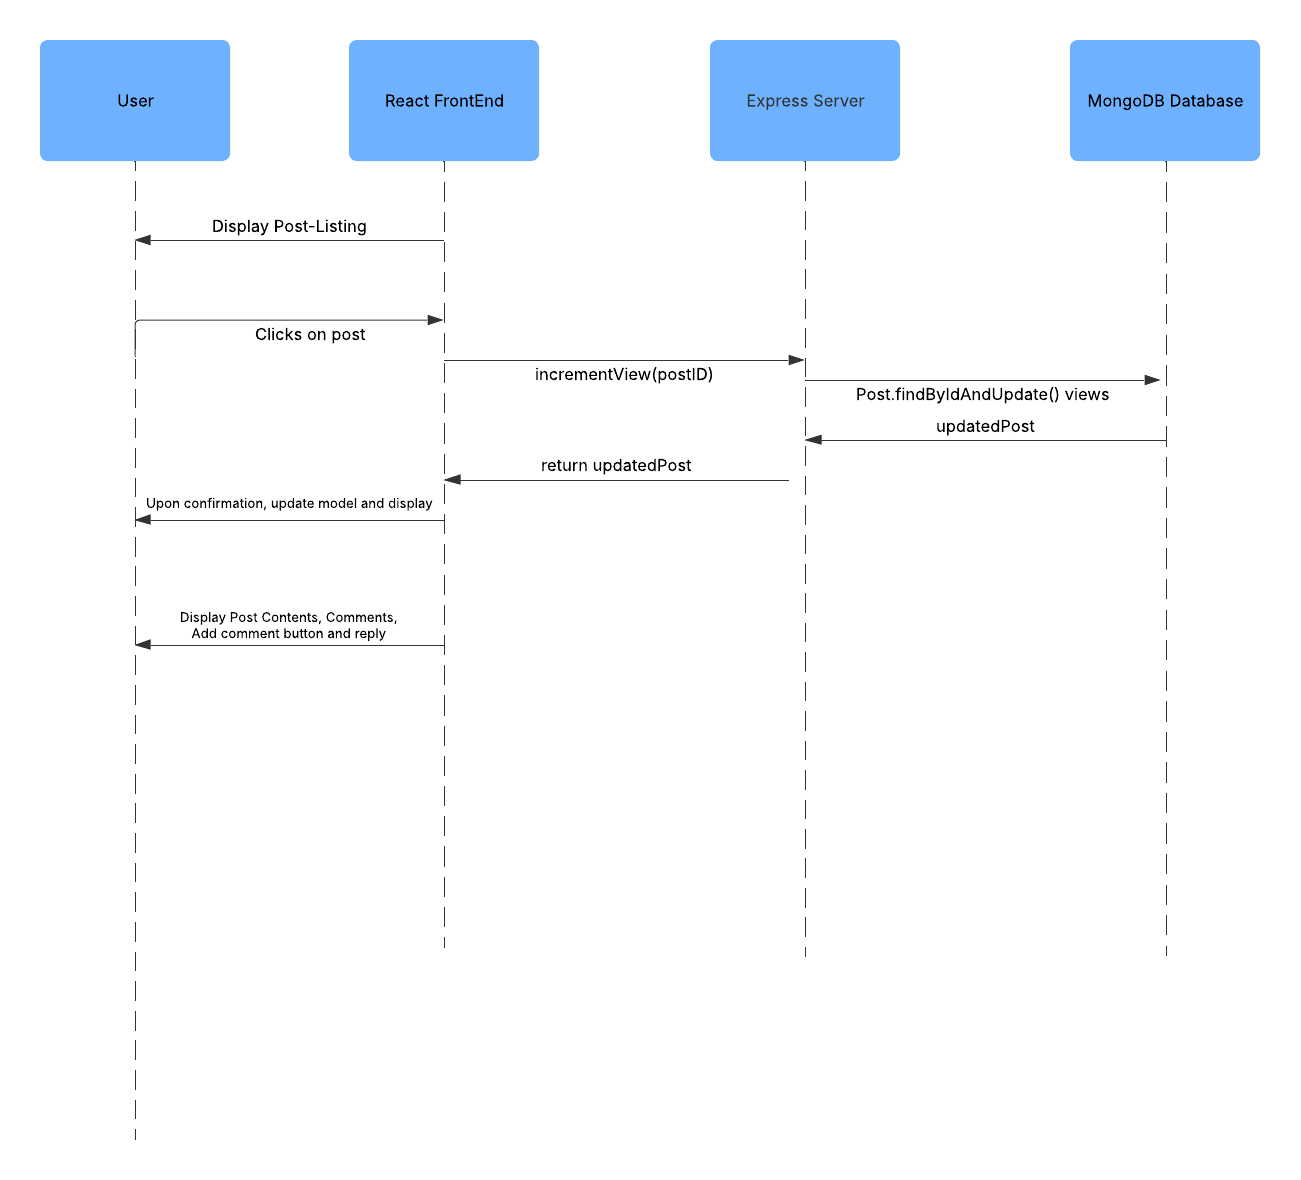 User
React FrontEnd
Express Server
MongoDB Database
Display Post-Listing
Clicks on post
incrementView(postID)
Post.findByIdAndUpdate() views
updatedPost
return updatedPost
Upon confirmation, update model and display
Display Post Contents, Comments,
Add comment button and reply